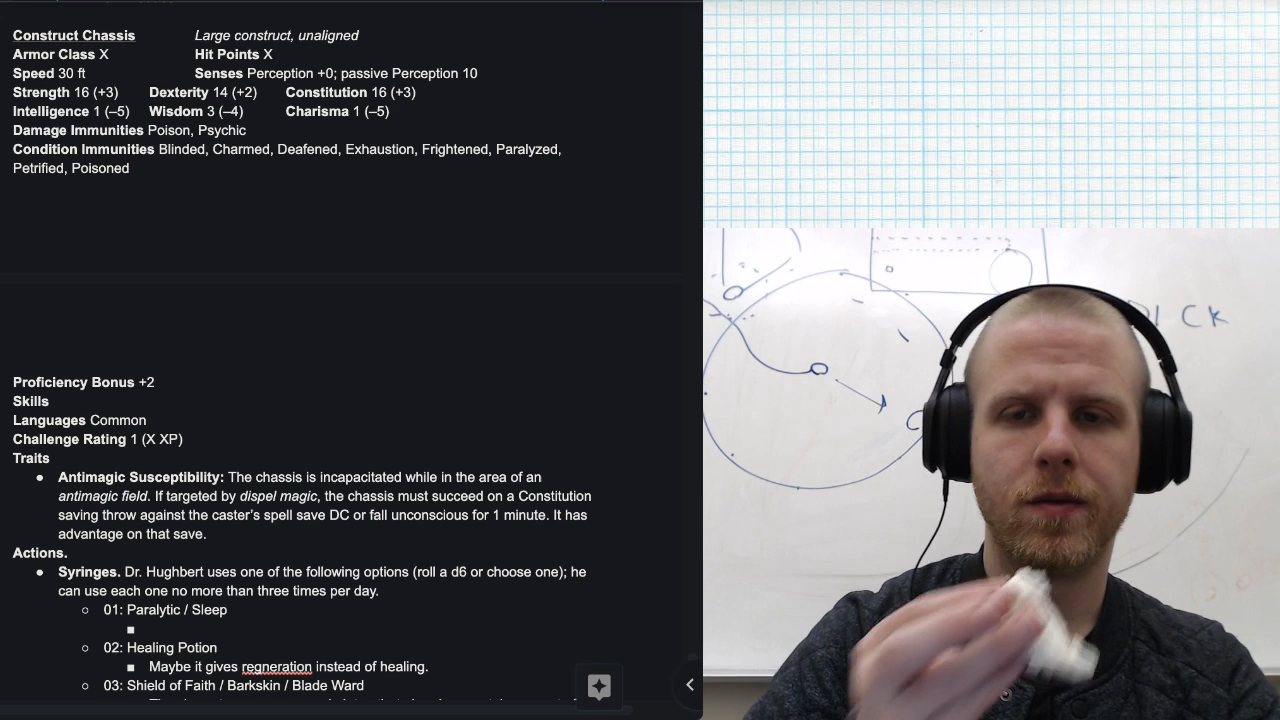 Construct Chassis Large construct, unaligned
Armor Class X Hit Points X
Speed 30 ft Senses Perception +0; passive Perception 10
Strength 16 (+3) Dexterity 14 (+2) Constitution 16 (+3)
Intelligence 1 (–5) Wisdom 3 (–4) Charisma 1 (–5)
Damage Immunities Poison, Psychic
Condition Immunities Blinded, Charmed, Deafened, Exhaustion, Frightened, Paralyzed,
Petrified, Poisoned
Proficiency Bonus +2
Skills
Languages Common
Challenge Rating 1 (X XP)
Traits
● Antimagic Susceptibility: The chassis is incapacitated while in the area of an
antimagic field. If targeted by dispel magic, the chassis must succeed on a Constitution
saving throw against the caster’s spell save DC or fall unconscious for 1 minute. It has
advantage on that save.
Actions.
● Syringes. Dr. Hughbert uses one of the following options (roll a d6 or choose one); he
can use each one no more than three times per day.
○ 01: Paralytic / Sleep
■
○ 02: Healing Potion
■ Maybe it gives regneration instead of healing.
○ 03: Shield of Faith / Barkskin / Blade Ward